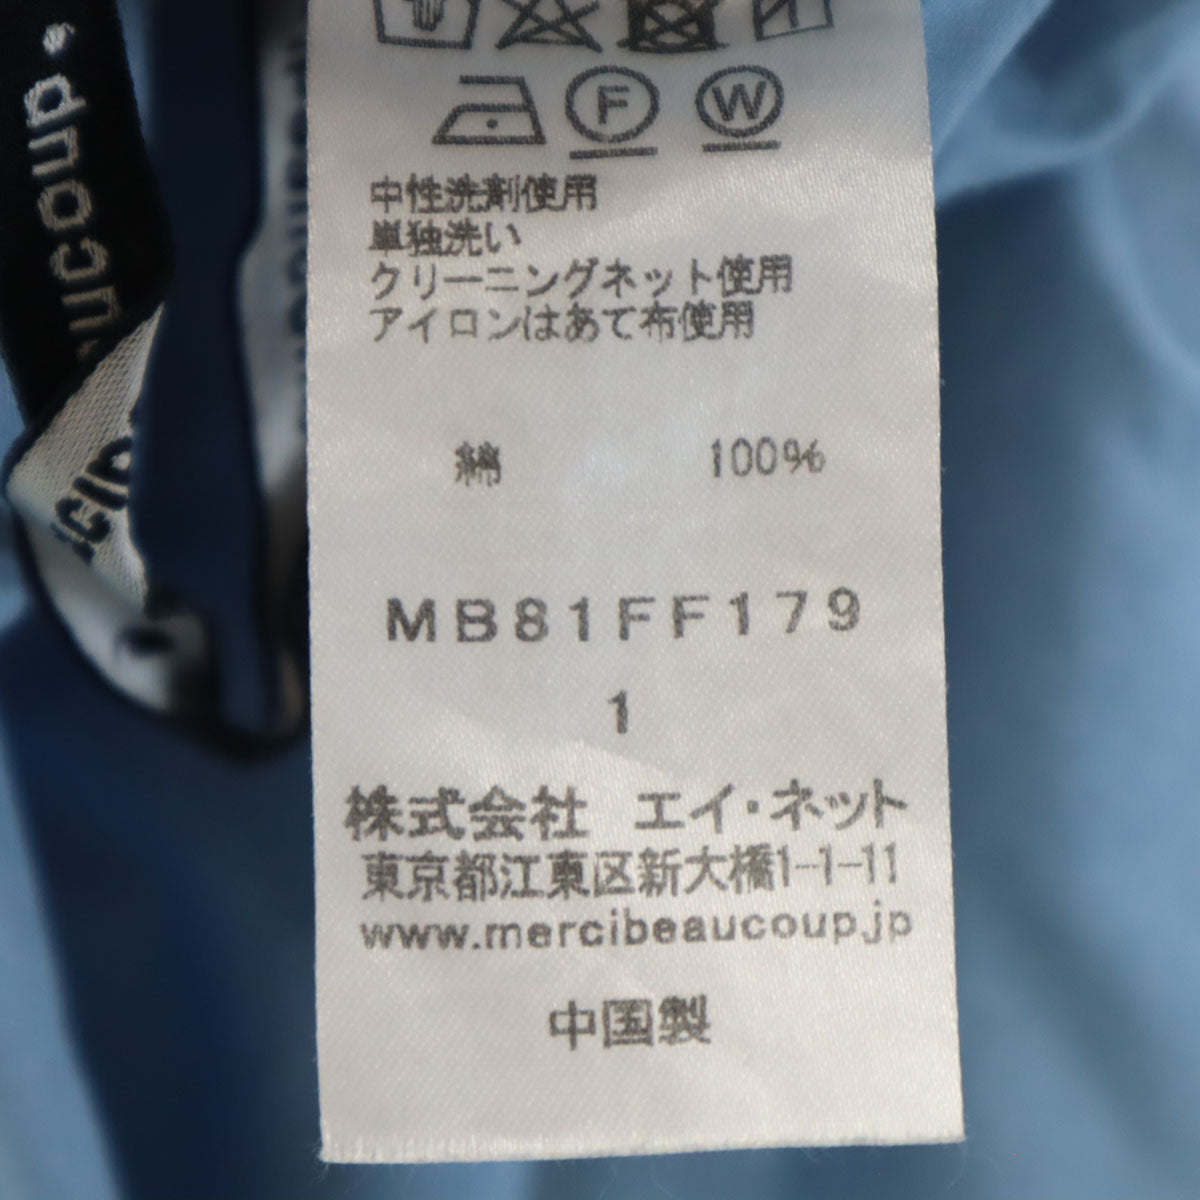 F W
中性洗剤使用
単独洗い
クリーニングネット使用
アイロンはあて布使用
綿 100%
MB81FF179
1
株式会社 エイ・ネット
東京都江東区新大橋1-1-11
www.mercibeaucoup.jp
中国製
ucoup